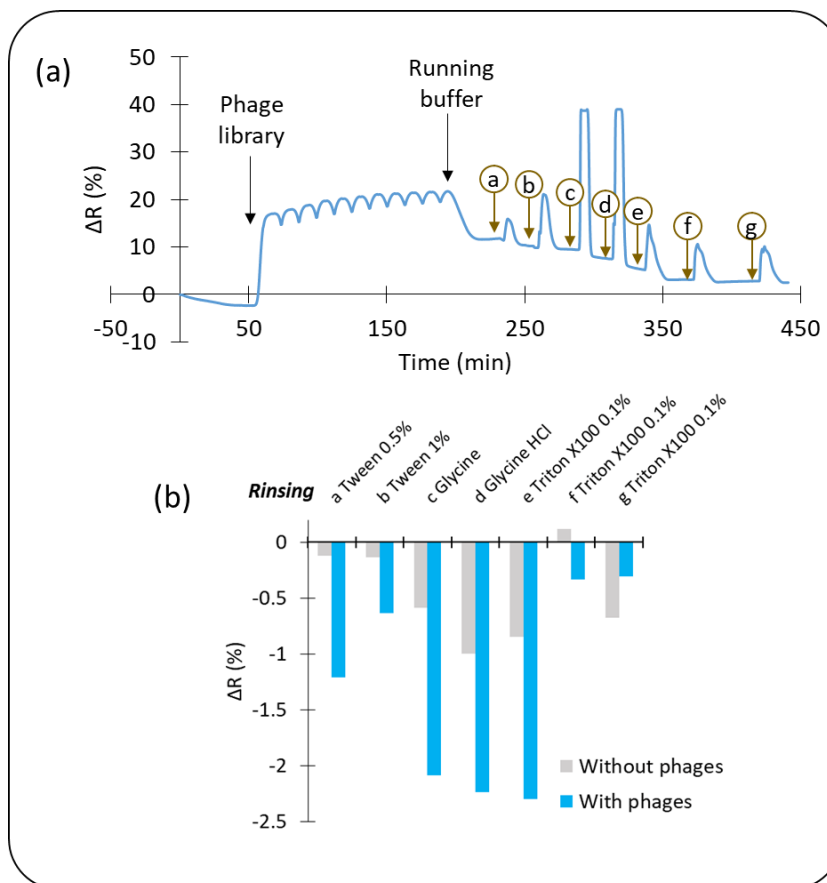 (a)
50
40
30
20
10
0
-10
ΔR (%)
Phage
library
Running
buffer
a
b
c
d
e
f
g
-50
50
150
250
350
450
Time (min)
(b)
Rinsing
a Tween 0.5%
b Tween 1%
c Glycine
d Glycine HCl
e Triton X100 0.1%
f Triton X100 0.1%
g Triton X100 0.1%
0
-0.5
-1
-1.5
-2
-2.5
ΔR (%)
Without phages
With phages